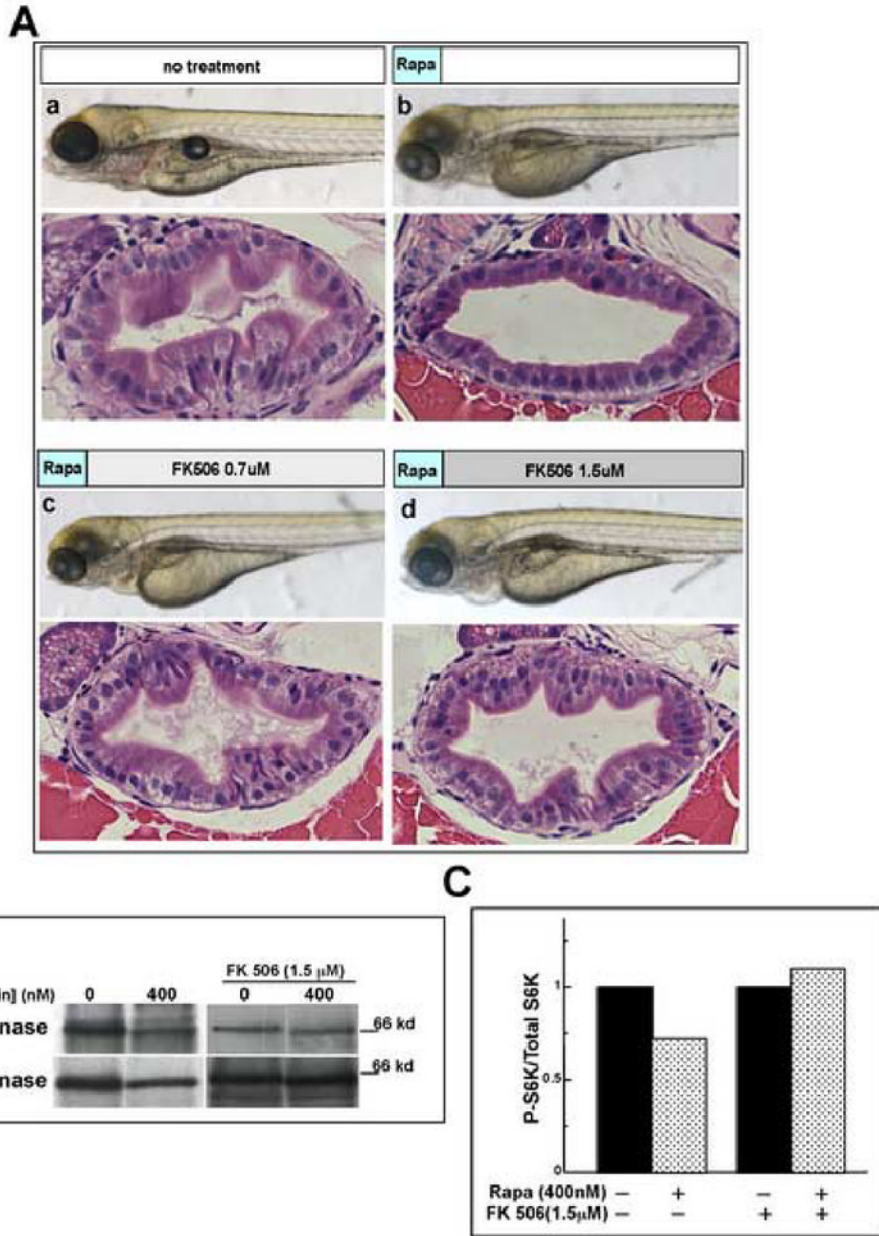 A
no treatment
Rapa
a
b
Rapa
FK506 0.7uM
Rapa
FK506 1.5uM
c
d
C
FK 506 (1.5 μM)
in] (nM) 0 400 0 400
nase
66 kd
nase
66 kd
P-S6K/Total S6K
1
0.5
0
Rapa (400nM) – + – +
FK 506(1.5μM) – – + +